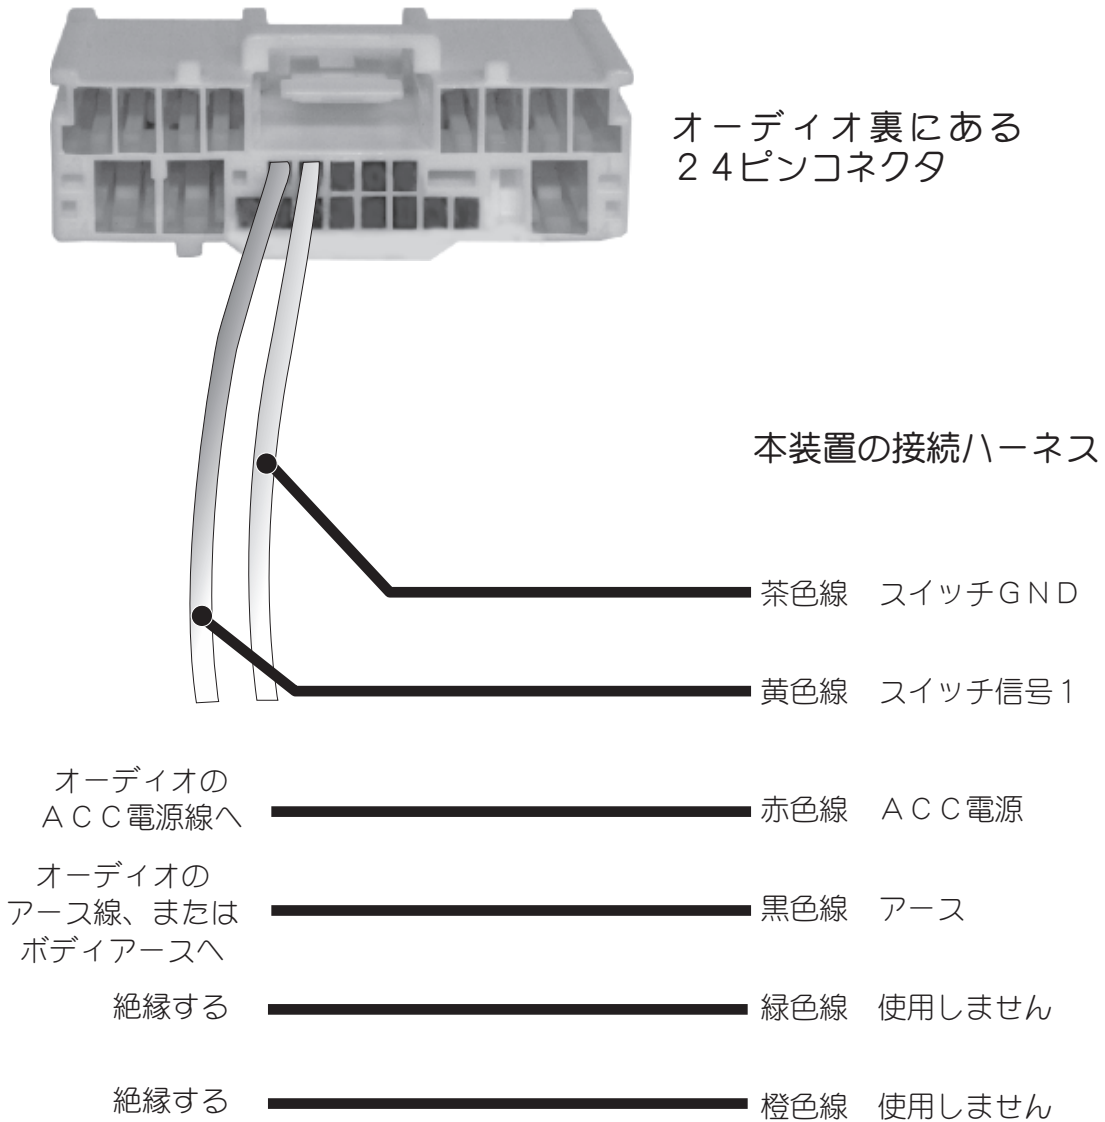 オーディオ裏にある
２４ピンコネクタ
本装置の接続ハーネス
茶色線　スイッチＧＮＤ
黄色線　スイッチ信号１
オーディオの
ＡＣＣ電源線へ
赤色線　ＡＣＣ電源
オーディオの
アース線、または
ボディアースへ
黒色線　アース
絶縁する
緑色線　使用しません
絶縁する
橙色線　使用しません